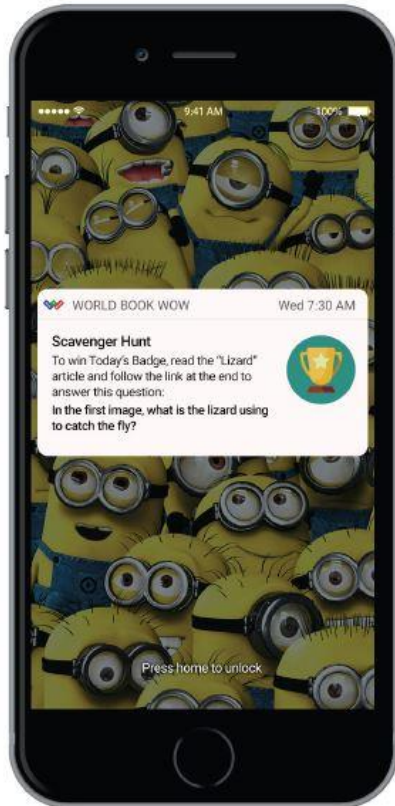 9:41 AM
100%
WORLD BOOK WOW Wed 7:30 AM
Scavenger Hunt
To win Today's Badge, read the "Lizard"
article and follow the link at the end to
answer this question:
In the first image, what is the lizard using
to catch the fly?
Press home to unlock